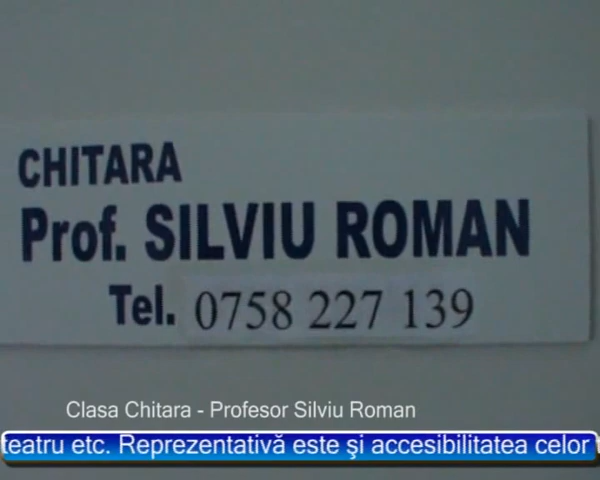 CHITARA
Prof. SILVIU ROMAN
Tel. 0758 227 139
Clasa Chitara - Profesor Silviu Roman
teatru etc. Reprezentativă este şi accesibilitatea celor